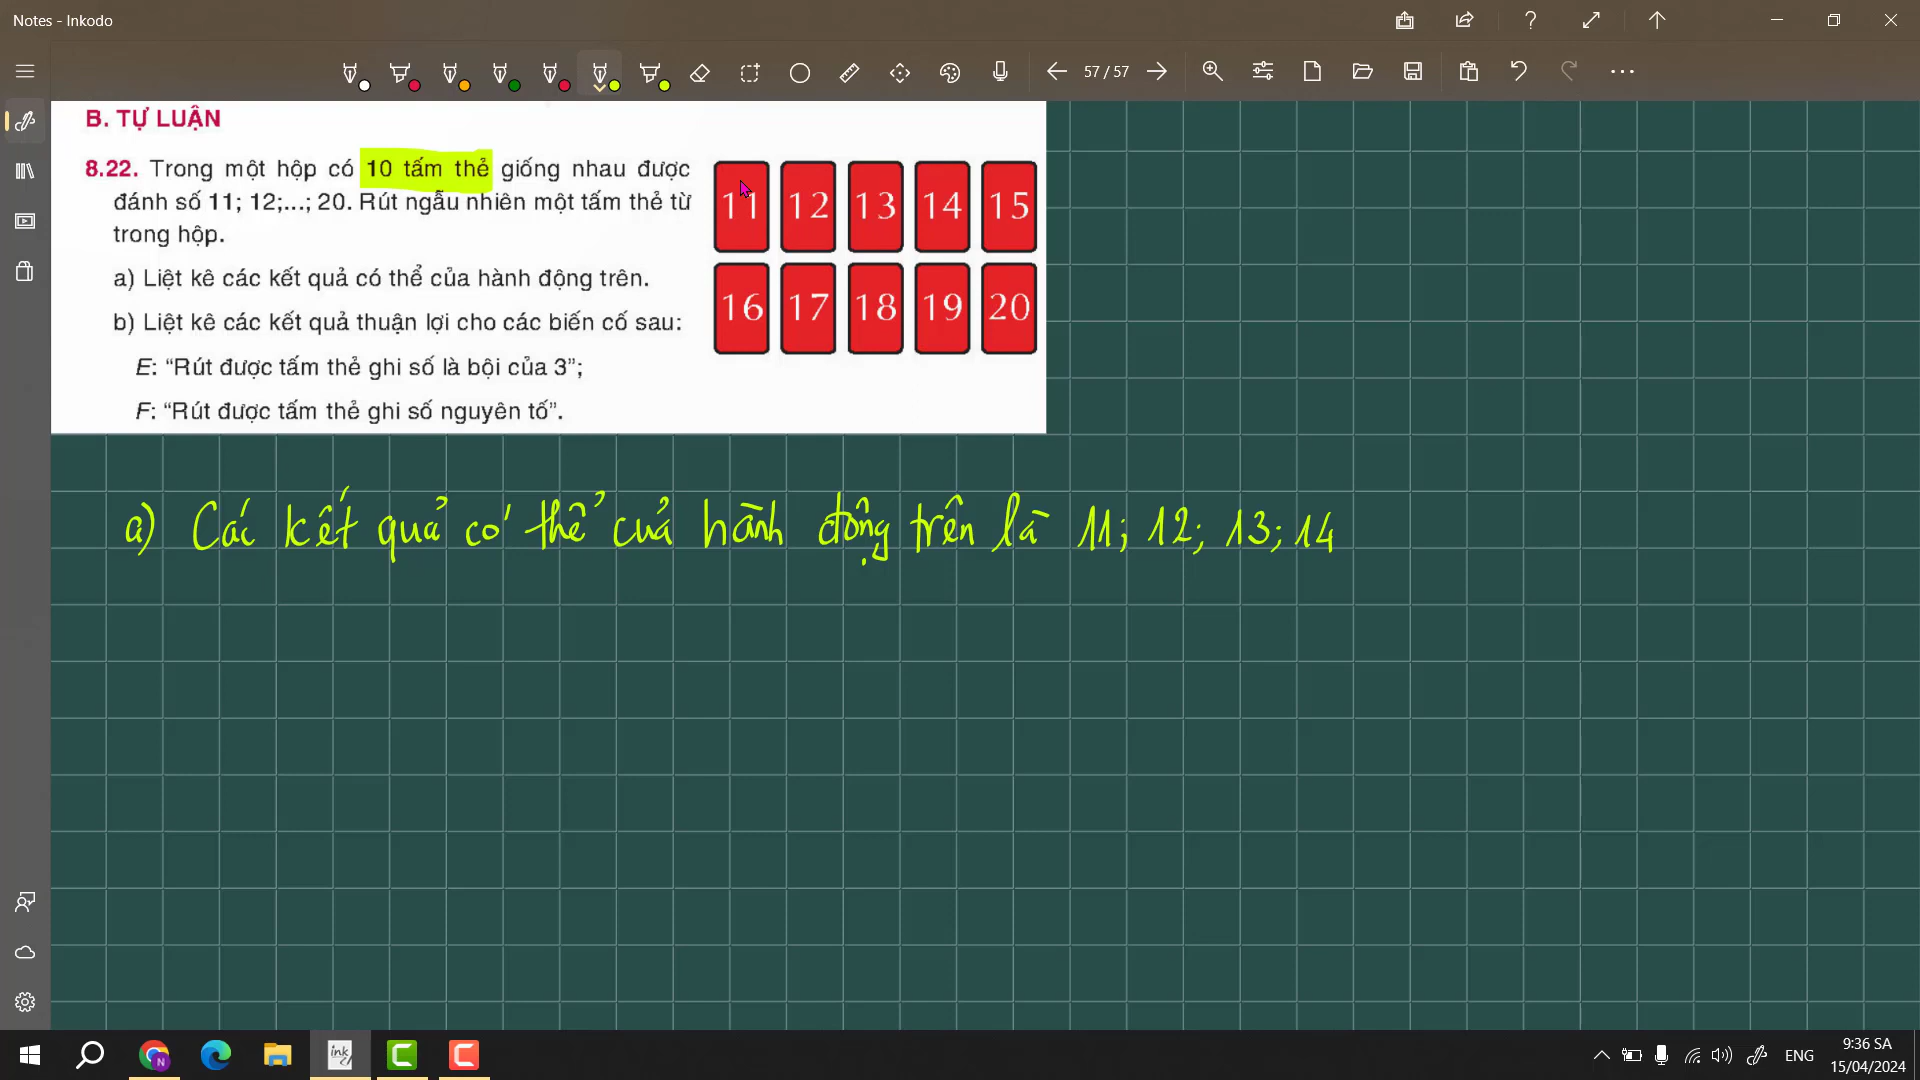 Notes - Inkodo
57 / 57
B. TỰ LUẬN
8.22. Trong một hộp có 10 tấm thẻ giống nhau được
đánh số 11; 12;...; 20. Rút ngẫu nhiên một tấm thẻ từ
trong hộp.
a) Liệt kê các kết quả có thể của hành động trên.
b) Liệt kê các kết quả thuận lợi cho các biến cố sau:
E: “Rút được tấm thẻ ghi số là bội của 3”;
F: “Rút được tấm thẻ ghi số nguyên tố”.
11 12 13 14 15
16 17 18 19 20
a) Các kết quả có thể của hành động trên là 11; 12; 13; 14
N
ink
C
C
ENG
9:36 SA
15/04/2024